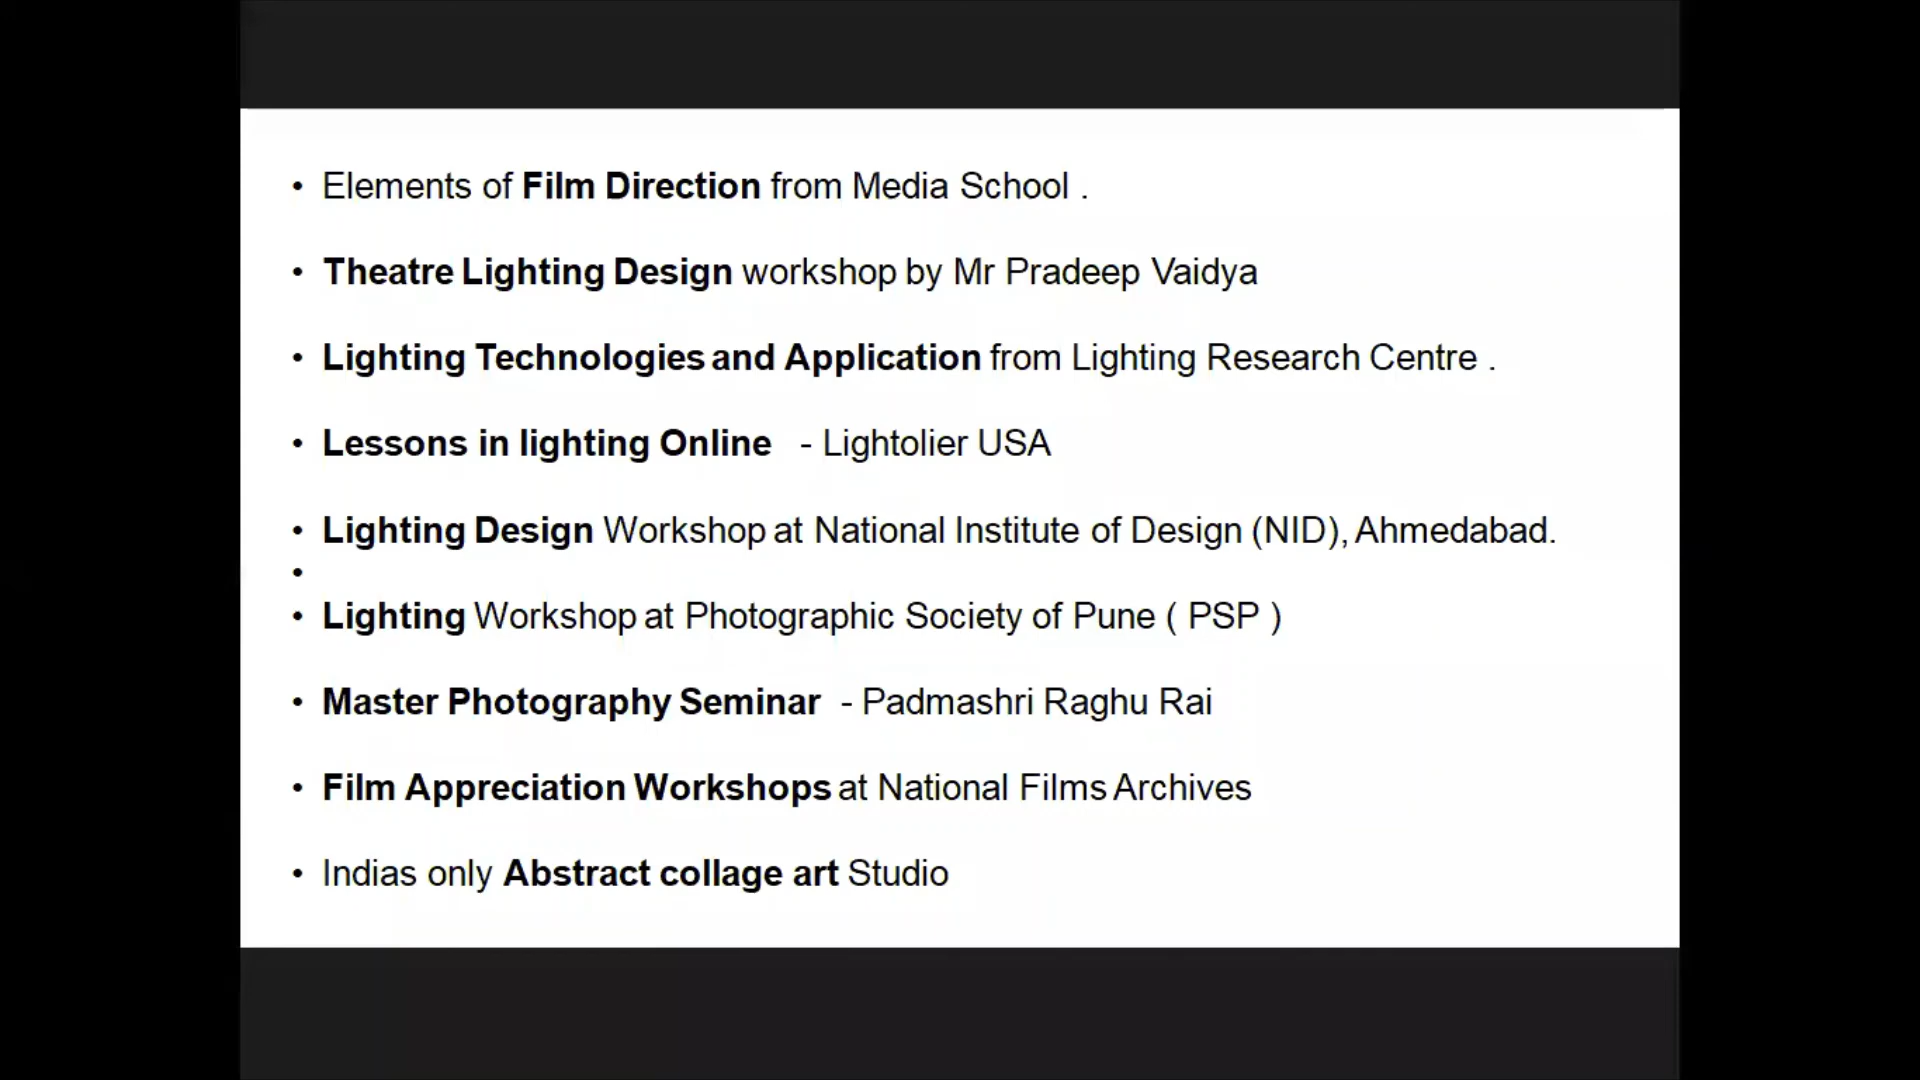 • Elements of Film Direction from Media School .
• Theatre Lighting Design workshop by Mr Pradeep Vaidya
• Lighting Technologies and Application from Lighting Research Centre .
• Lessons in lighting Online - Lightolier USA
• Lighting Design Workshop at National Institute of Design (NID), Ahmedabad.
•
• Lighting Workshop at Photographic Society of Pune ( PSP )
• Master Photography Seminar - Padmashri Raghu Rai
• Film Appreciation Workshops at National Films Archives
• Indias only Abstract collage art Studio